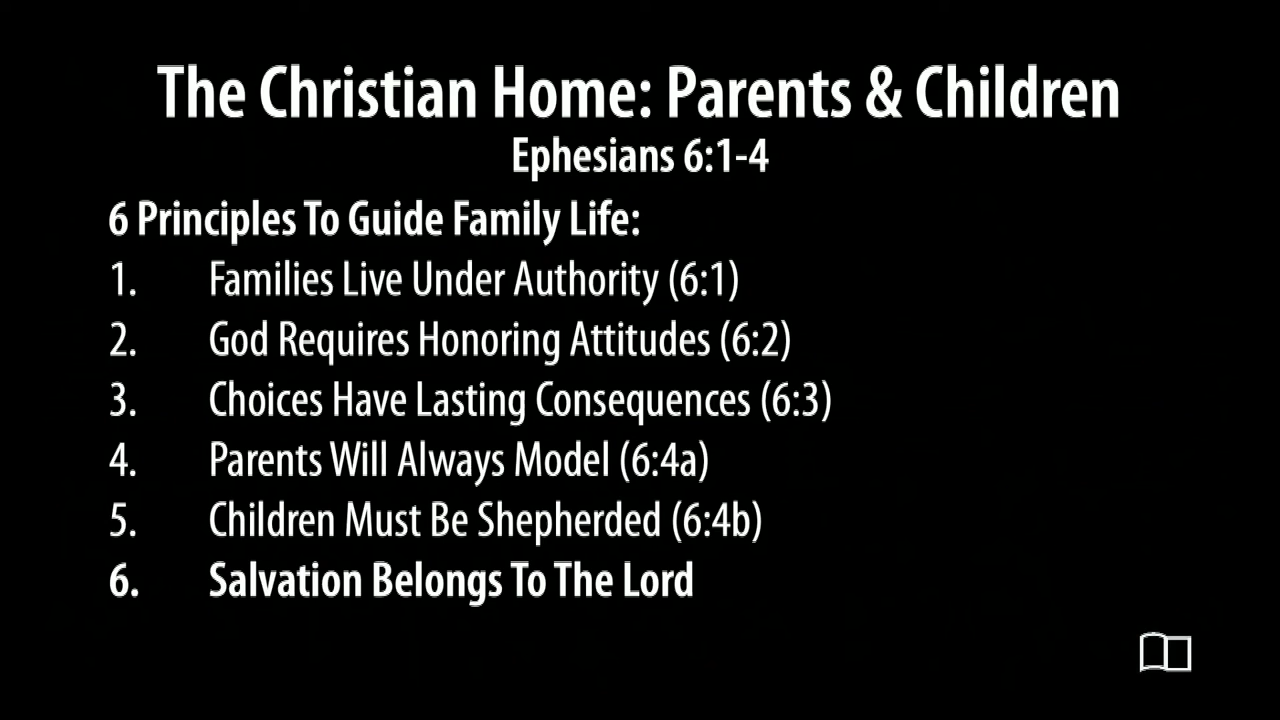 The Christian Home: Parents & Children
Ephesians 6:1-4
6 Principles To Guide Family Life:
1. Families Live Under Authority (6:1)
2. God Requires Honoring Attitudes (6:2)
3. Choices Have Lasting Consequences (6:3)
4. Parents Will Always Model (6:4a)
5. Children Must Be Shepherded (6:4b)
6. Salvation Belongs To The Lord